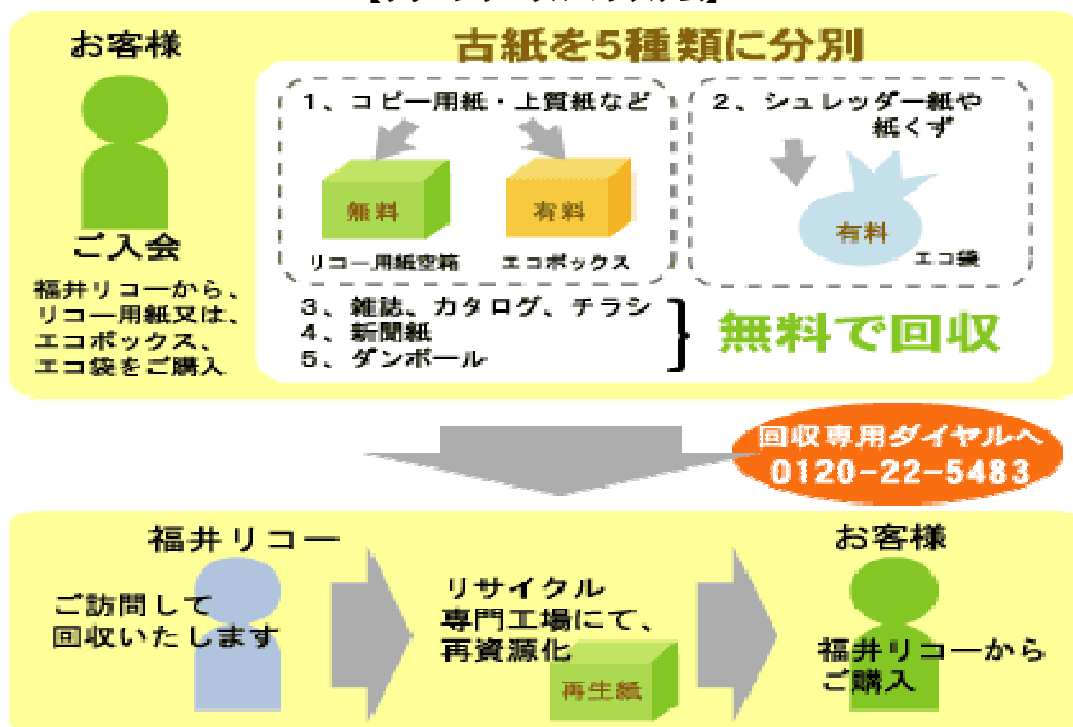 お客様
古紙を5種類に分別
1、コピー用紙・上質紙など
無料
有料
リコー用紙空箱
エコボックス
2、シュレッダー紙や
紙くず
有料
エコ袋
ご入会
福井リコーから、
リコー用紙又は、
エコボックス、
エコ袋をご購入
3、雑誌、カタログ、チラシ
4、新聞紙
5、ダンボール
無料で回収
回収専用ダイヤルへ
0120-22-5483
福井リコー
ご訪問して
回収いたします
リサイクル
専門工場にて、
再資源化
再生紙
お客様
福井リコーから
ご購入